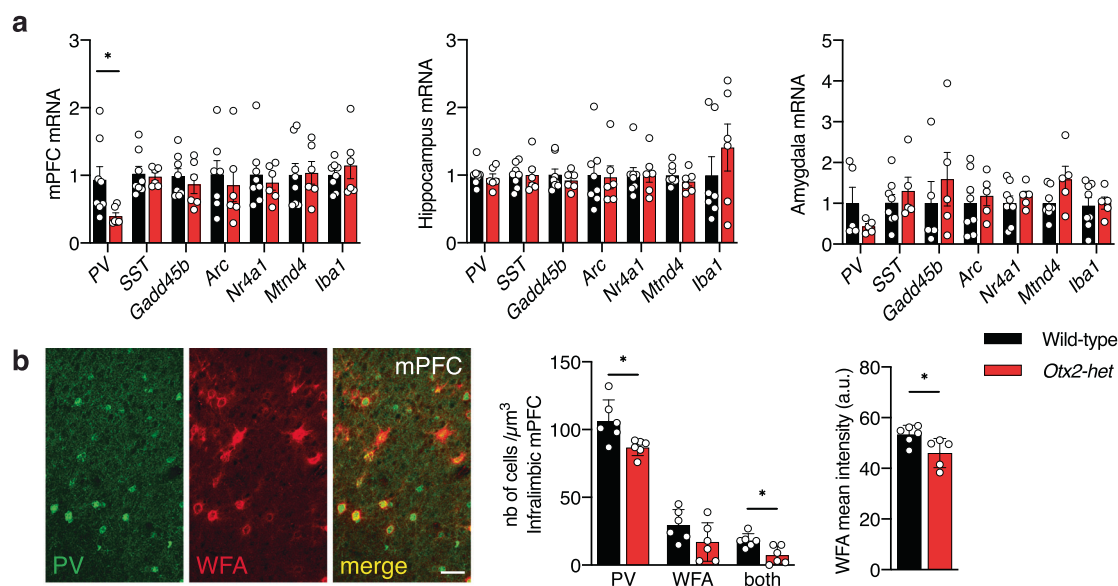 a
3
2
1
0
mPFC mRNA
*
PV
SST
Gadd45b
Arc
Nr4a1
Mtnd4
Iba1
3
2
1
0
Hippocampus mRNA
PV
SST
Gadd45b
Arc
Nr4a1
Mtnd4
Iba1
5
4
3
2
1
0
Amygdala mRNA
PV
SST
Gadd45b
Arc
Nr4a1
Mtnd4
Iba1
Wild-type
Otx2-het
b
PV
WFA
mPFC
merge
150
100
50
0
nb of cells /µm³
Infralimbic mPFC
*
*
PV
WFA
both
80
60
40
20
0
WFA mean intensity (a.u.)
*